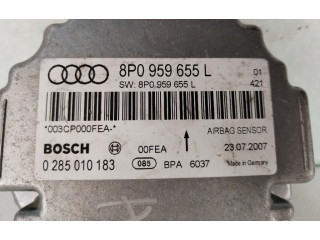 8P0 959 655 L 01
SW: 8P0.959 655 L 421
*003CP000FEA-*
BOSCH 00FEA AIRBAG SENSOR
0 285 010 183 085 BPA 6037 23.07.2007
*Made in Germany